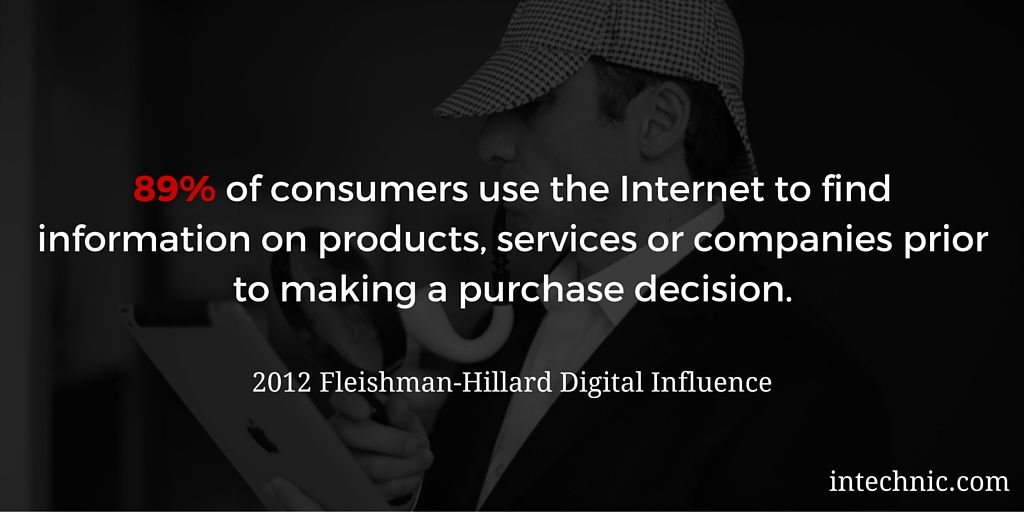 89% of consumers use the Internet to find
information on products, services or companies prior
to making a purchase decision.
2012 Fleishman-Hillard Digital Influence
intechnic.com